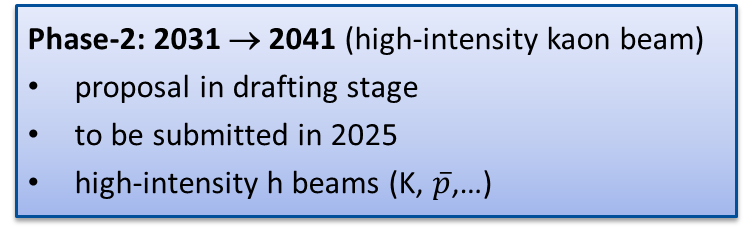 Phase-2: 2031 → 2041 (high-intensity kaon beam)
• proposal in drafting stage
• to be submitted in 2025
• high-intensity h beams (K, p̄,...)